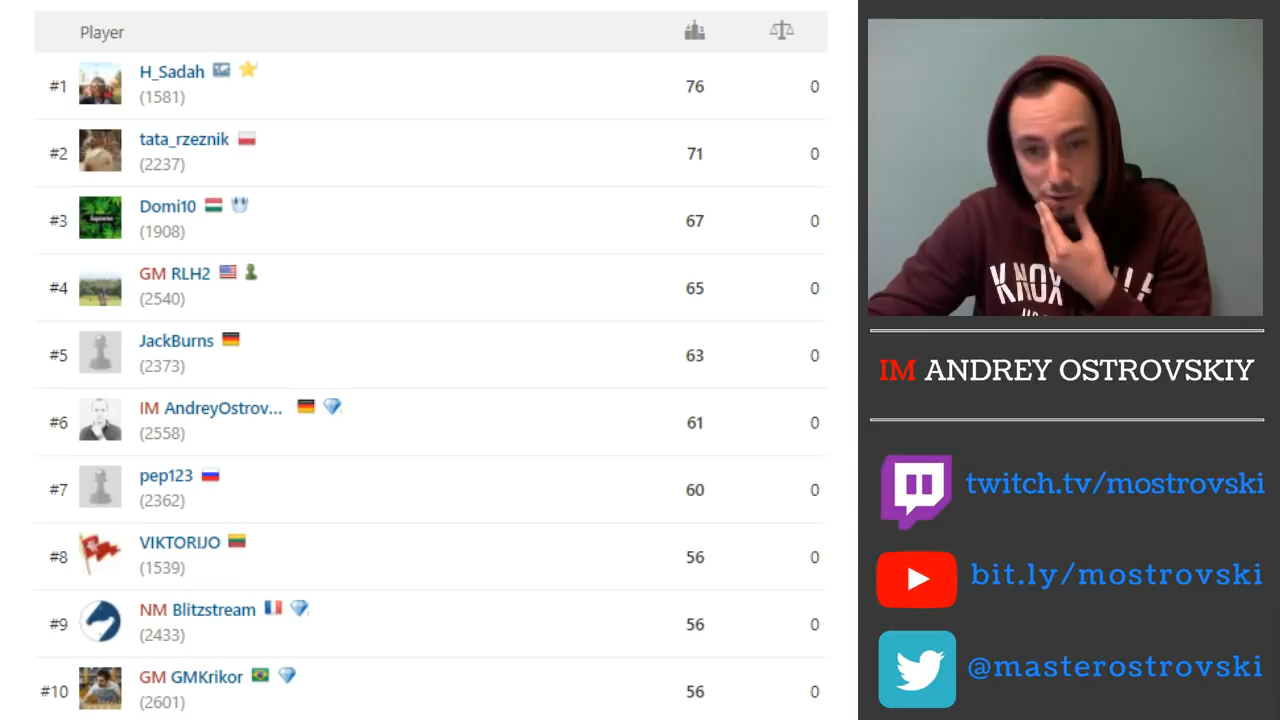 Player
#1 H_Sadah 76 0
(1581)
#2 tata_rzeznik 71 0
(2237)
#3 Domi10 67 0
(1908)
#4 GM RLH2 65 0
(2540)
#5 JackBurns 63 0
(2373)
#6 IM AndreyOstrov... 61 0
(2558)
#7 pep123 60 0
(2362)
#8 VIKTORIJO 56 0
(1539)
#9 NM Blitzstream 56 0
(2433)
#10 GM GMKrikor 56 0
(2601)
IM ANDREY OSTROVSKIY
twitch.tv/mostrovski
bit.ly/mostrovski
@masterostrovski